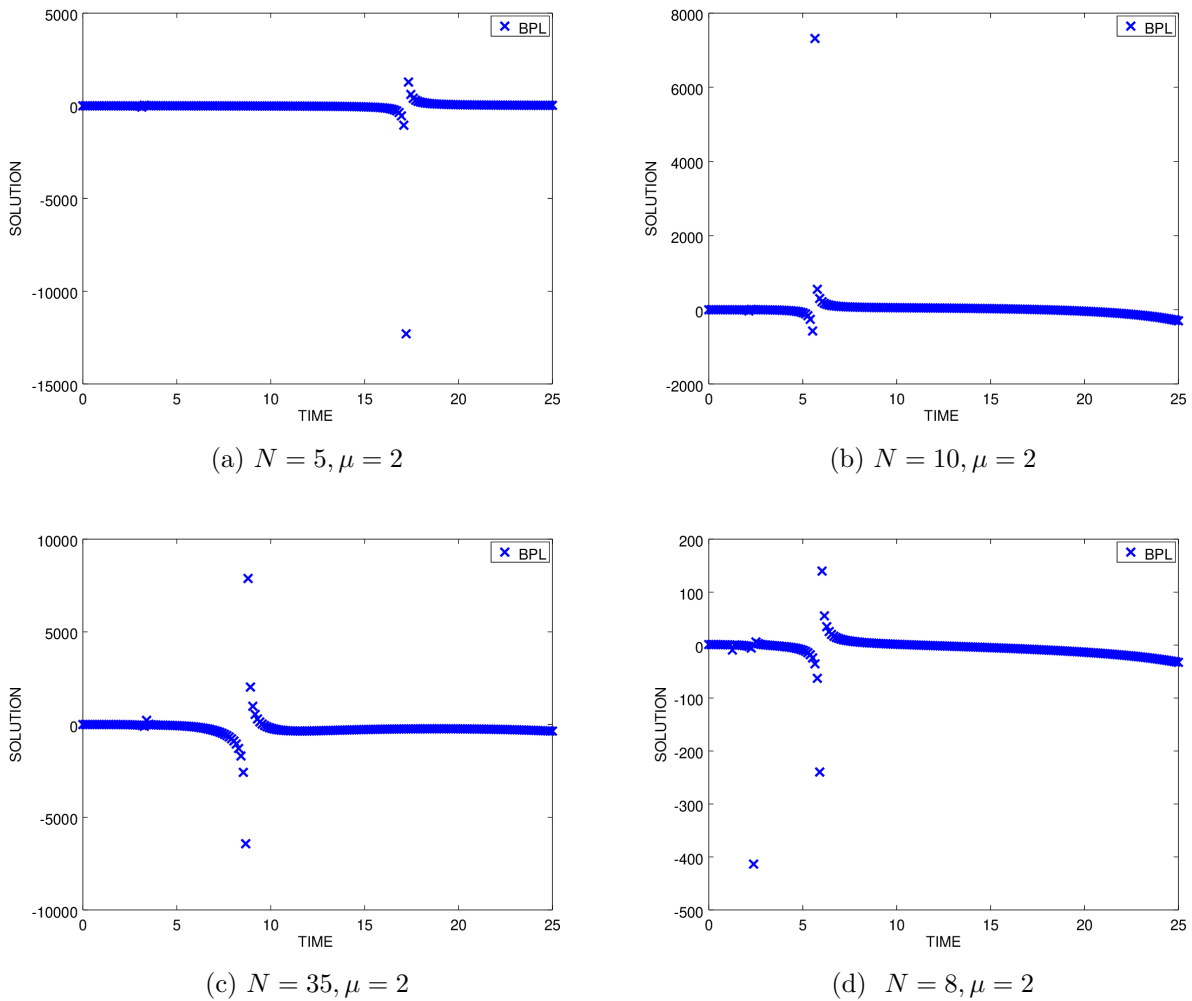 5000
0
-5000
-10000
-15000
0 5 10 15 20 25
SOLUTION
TIME
BPL
(a) N = 5, μ = 2
8000
6000
4000
2000
0
-2000
0 5 10 15 20 25
SOLUTION
TIME
BPL
(b) N = 10, μ = 2
10000
5000
0
-5000
-10000
0 5 10 15 20 25
SOLUTION
TIME
BPL
(c) N = 35, μ = 2
200
100
0
-100
-200
-300
-400
-500
0 5 10 15 20 25
SOLUTION
TIME
BPL
(d) N = 8, μ = 2